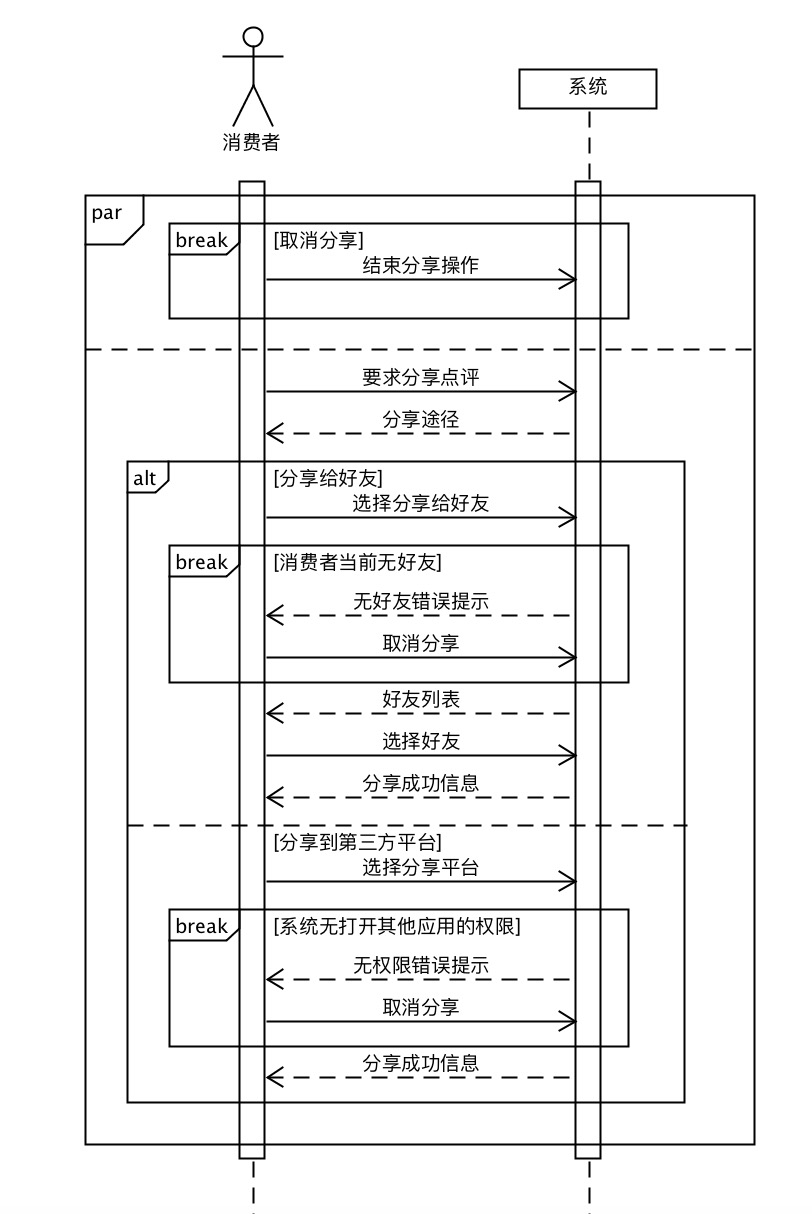 消费者
系统
par
break
[取消分享]
结束分享操作
要求分享点评
分享途径
alt
[分享给好友]
选择分享给好友
break
[消费者当前无好友]
无好友错误提示
取消分享
好友列表
选择好友
分享成功信息
[分享到第三方平台]
选择分享平台
break
[系统无打开其他应用的权限]
无权限错误提示
取消分享
分享成功信息